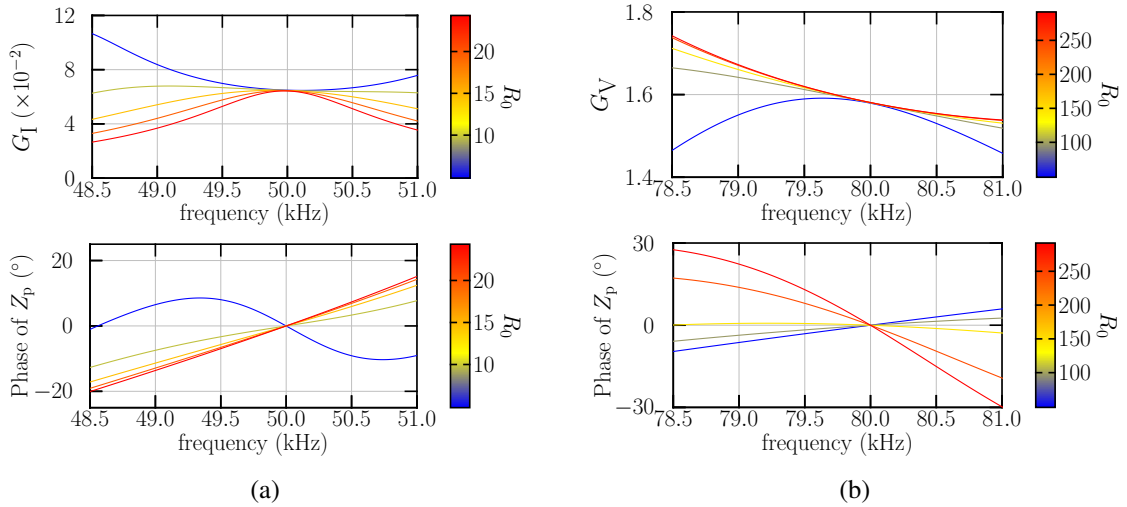 12
8
4
0
G_I (×10⁻²)
48.5 49.0 49.5 50.0 50.5 51.0
frequency (kHz)
20
15
10
R_0
1.8
1.6
1.4
G_V
78.5 79.0 79.5 80.0 80.5 81.0
frequency (kHz)
250
200
150
100
R_0
20
0
−20
Phase of Z_p (°)
48.5 49.0 49.5 50.0 50.5 51.0
frequency (kHz)
20
15
10
R_0
30
0
−30
Phase of Z_p (°)
78.5 79.0 79.5 80.0 80.5 81.0
frequency (kHz)
250
200
150
100
R_0
(a)
(b)